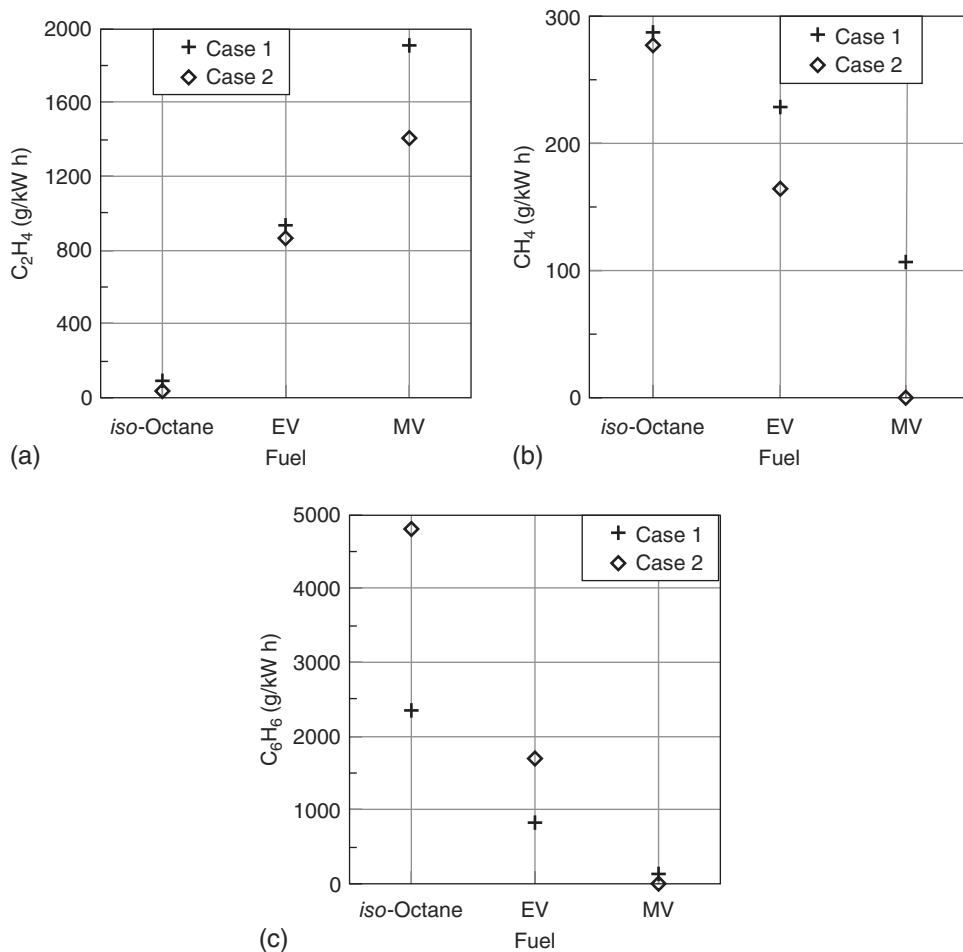 2000
1800
1200
800
400
0
C₂H₄ (g/kW h)
Case 1
Case 2
iso-Octane EV MV
Fuel
(a)
300
200
100
0
CH₄ (g/kW h)
Case 1
Case 2
iso-Octane EV MV
Fuel
(b)
5000
4000
3000
2000
1000
0
C₆H₆ (g/kW h)
Case 1
Case 2
iso-Octane EV MV
Fuel
(c)